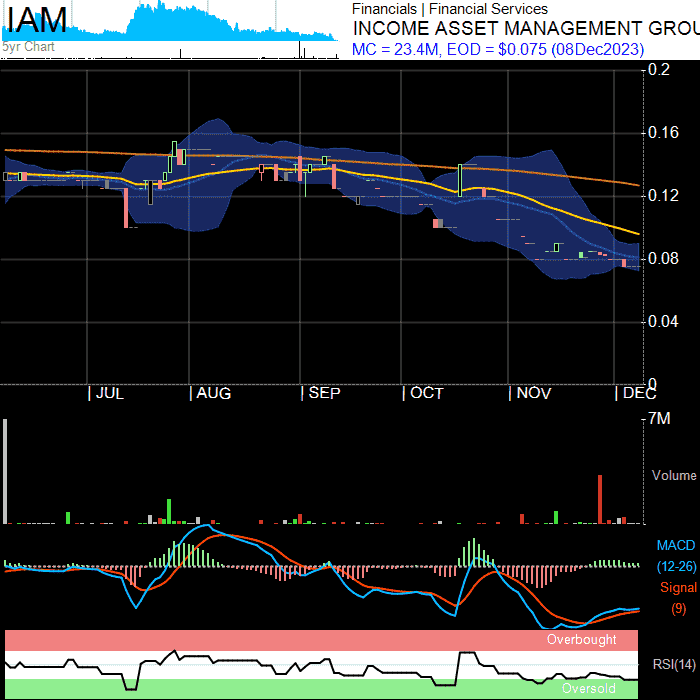 IAM
5yr Chart
Financials | Financial Services
INCOME ASSET MANAGEMENT GROU
MC = 23.4M, EOD = $0.075 (08Dec2023)
0.2
0.16
0.12
0.08
0.04
0
| JUL | AUG | SEP | OCT | NOV | DEC
7M
Volume
MACD
(12-26)
Signal
(9)
Overbought
RSI(14)
Oversold